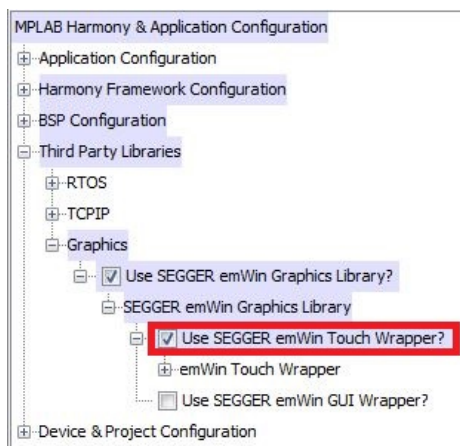 MPLAB Harmony & Application Configuration
Application Configuration
Harmony Framework Configuration
BSP Configuration
Third Party Libraries
RTOS
TCPIP
Graphics
Use SEGGER emWin Graphics Library?
SEGGER emWin Graphics Library
Use SEGGER emWin Touch Wrapper?
emWin Touch Wrapper
Use SEGGER emWin GUI Wrapper?
Device & Project Configuration